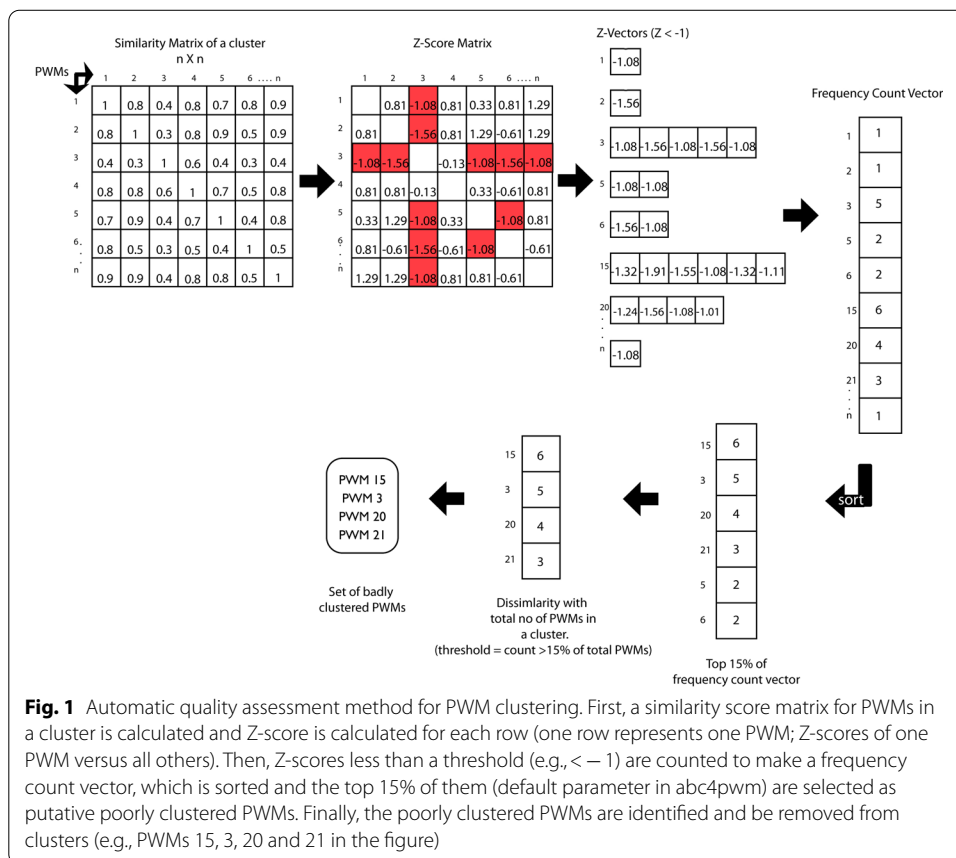 Similarity Matrix of a cluster
n X n
PWMs
1 2 3 4 5 6 .... n
1 1 0.8 0.4 0.8 0.7 0.8 0.9
2 0.8 1 0.3 0.8 0.9 0.5 0.9
3 0.4 0.3 1 0.6 0.4 0.3 0.4
4 0.8 0.8 0.6 1 0.7 0.5 0.8
5 0.7 0.9 0.4 0.7 1 0.4 0.8
6 0.8 0.5 0.3 0.5 0.4 1 0.5
. . .
n 0.9 0.9 0.4 0.8 0.8 0.5 1
Z-Score Matrix
1 2 3 4 5 6 .... n
1 0.81 -1.08 0.81 0.33 0.81 1.29
2 0.81 -1.56 0.81 1.29 -0.61 1.29
3 -1.08 -1.56 -0.13 -1.08 -1.56 -1.08
4 0.81 0.81 -0.13 0.33 -0.61 0.81
5 0.33 1.29 -1.08 0.33 -1.08 0.81
6 0.81 -0.61 -1.56 -0.61 -1.08 -0.61
. . .
n 1.29 1.29 -1.08 0.81 0.81 -0.61
Z-Vectors (Z < -1)
1 -1.08
2 -1.56
3 -1.08 -1.56 -1.08 -1.56 -1.08
5 -1.08 -1.08
6 -1.56 -1.08
15 -1.32 -1.91 -1.55 -1.08 -1.32 -1.11
20 -1.24 -1.56 -1.08 -1.01
. . .
n -1.08
Frequency Count Vector
1 1
2 1
3 5
5 2
6 2
15 6
20 4
21 3
. . .
n 1
sort
15 6
3 5
20 4
21 3
5 2
6 2
Top 15% of
frequency count vector
15 6
3 5
20 4
21 3
Dissimlarity with
total no of PWMs in
a cluster.
(threshold = count >15% of total PWMs)
PWM 15
PWM 3
PWM 20
PWM 21
Set of badly
clustered PWMs
Fig. 1 Automatic quality assessment method for PWM clustering. First, a similarity score matrix for PWMs in
a cluster is calculated and Z-score is calculated for each row (one row represents one PWM; Z-scores of one
PWM versus all others). Then, Z-scores less than a threshold (e.g., < − 1) are counted to make a frequency
count vector, which is sorted and the top 15% of them (default parameter in abc4pwm) are selected as
putative poorly clustered PWMs. Finally, the poorly clustered PWMs are identified and be removed from
clusters (e.g., PWMs 15, 3, 20 and 21 in the figure)